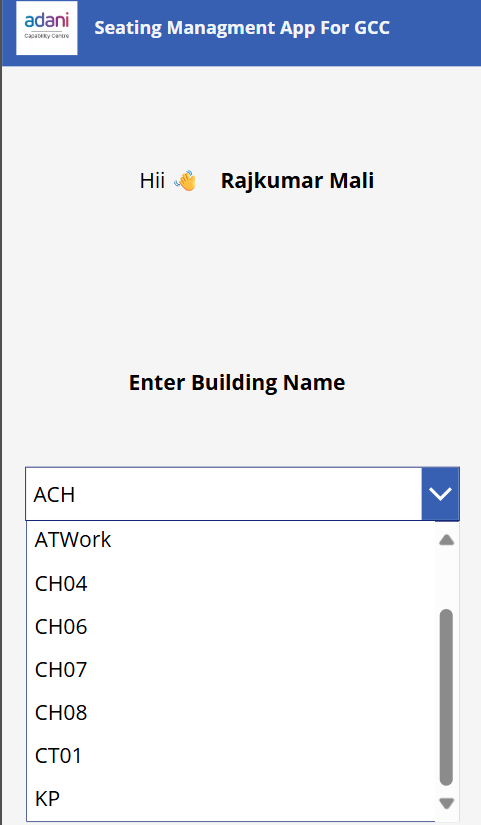 adani
Capability Centre
Seating Managment App For GCC
Hii 👋 Rajkumar Mali
Enter Building Name
ACH
ATWork
CH04
CH06
CH07
CH08
CT01
KP